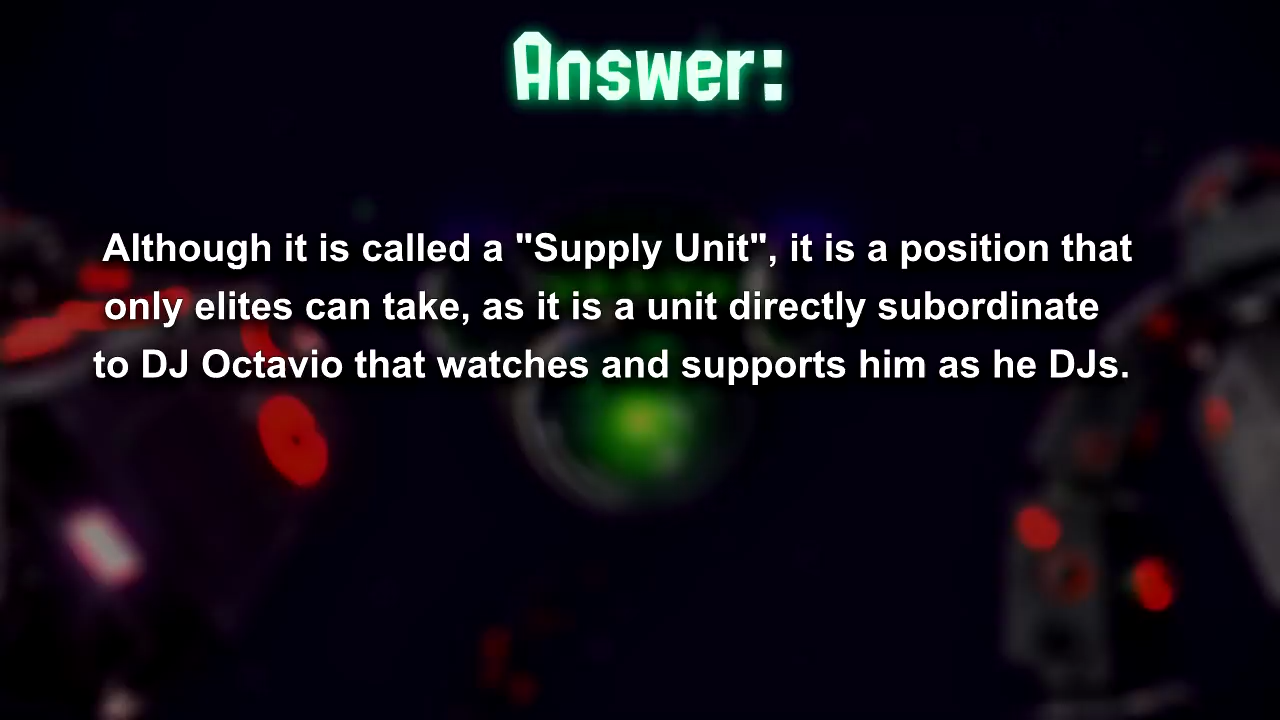 Answer:
Although it is called a "Supply Unit", it is a position that
only elites can take, as it is a unit directly subordinate
to DJ Octavio that watches and supports him as he DJs.